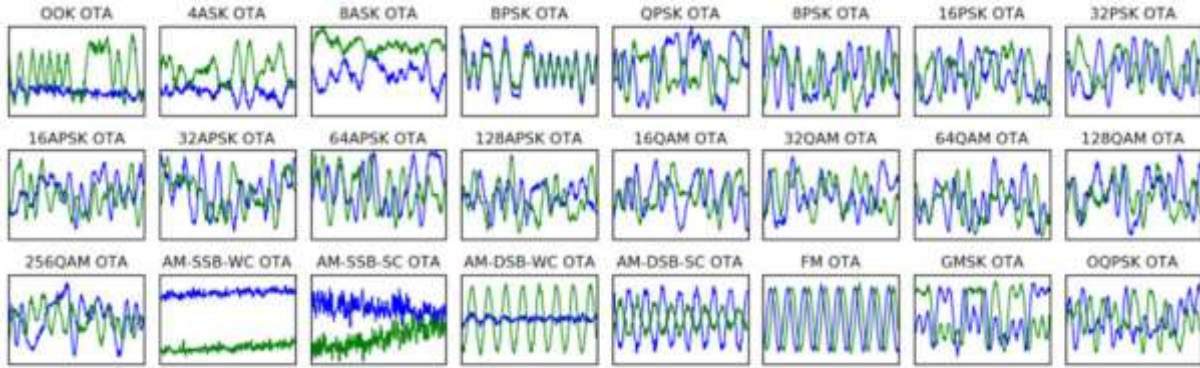 OOK OTA 4ASK OTA 8ASK OTA BPSK OTA QPSK OTA 8PSK OTA 16PSK OTA 32PSK OTA
16APSK OTA 32APSK OTA 64APSK OTA 128APSK OTA 16QAM OTA 32QAM OTA 64QAM OTA 128QAM OTA
256QAM OTA AM-SSB-WC OTA AM-SSB-SC OTA AM-DSB-WC OTA AM-DSB-SC OTA FM OTA GMSK OTA OQPSK OTA